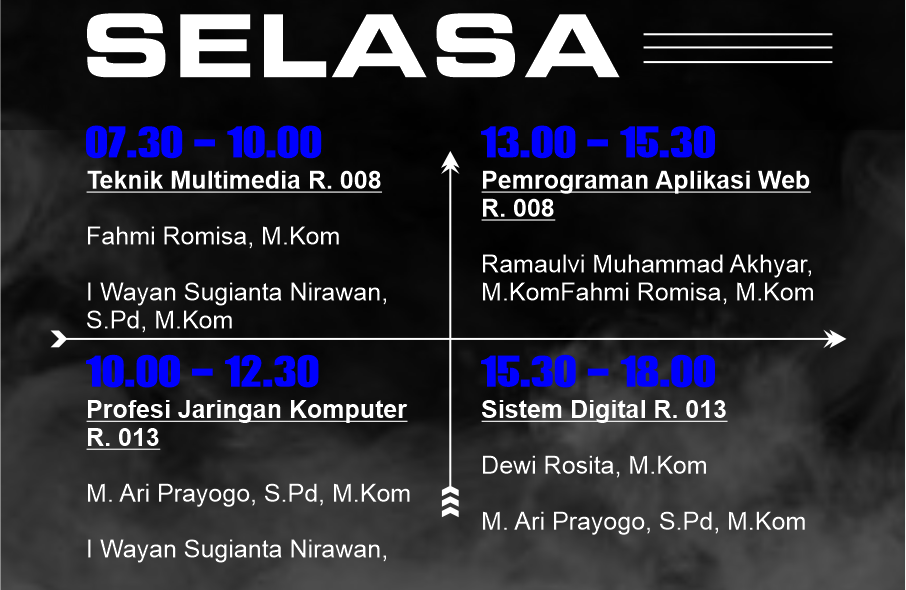 SELASA
07.30 – 10.00
Teknik Multimedia R. 008
Fahmi Romisa, M.Kom
I Wayan Sugianta Nirawan,
S.Pd, M.Kom
10.00 – 12.30
Profesi Jaringan Komputer
R. 013
M. Ari Prayogo, S.Pd, M.Kom
I Wayan Sugianta Nirawan,
13.00 – 15.30
Pemrograman Aplikasi Web
R. 008
Ramaulvi Muhammad Akhyar,
M.KomFahmi Romisa, M.Kom
15.30 – 18.00
Sistem Digital R. 013
Dewi Rosita, M.Kom
M. Ari Prayogo, S.Pd, M.Kom